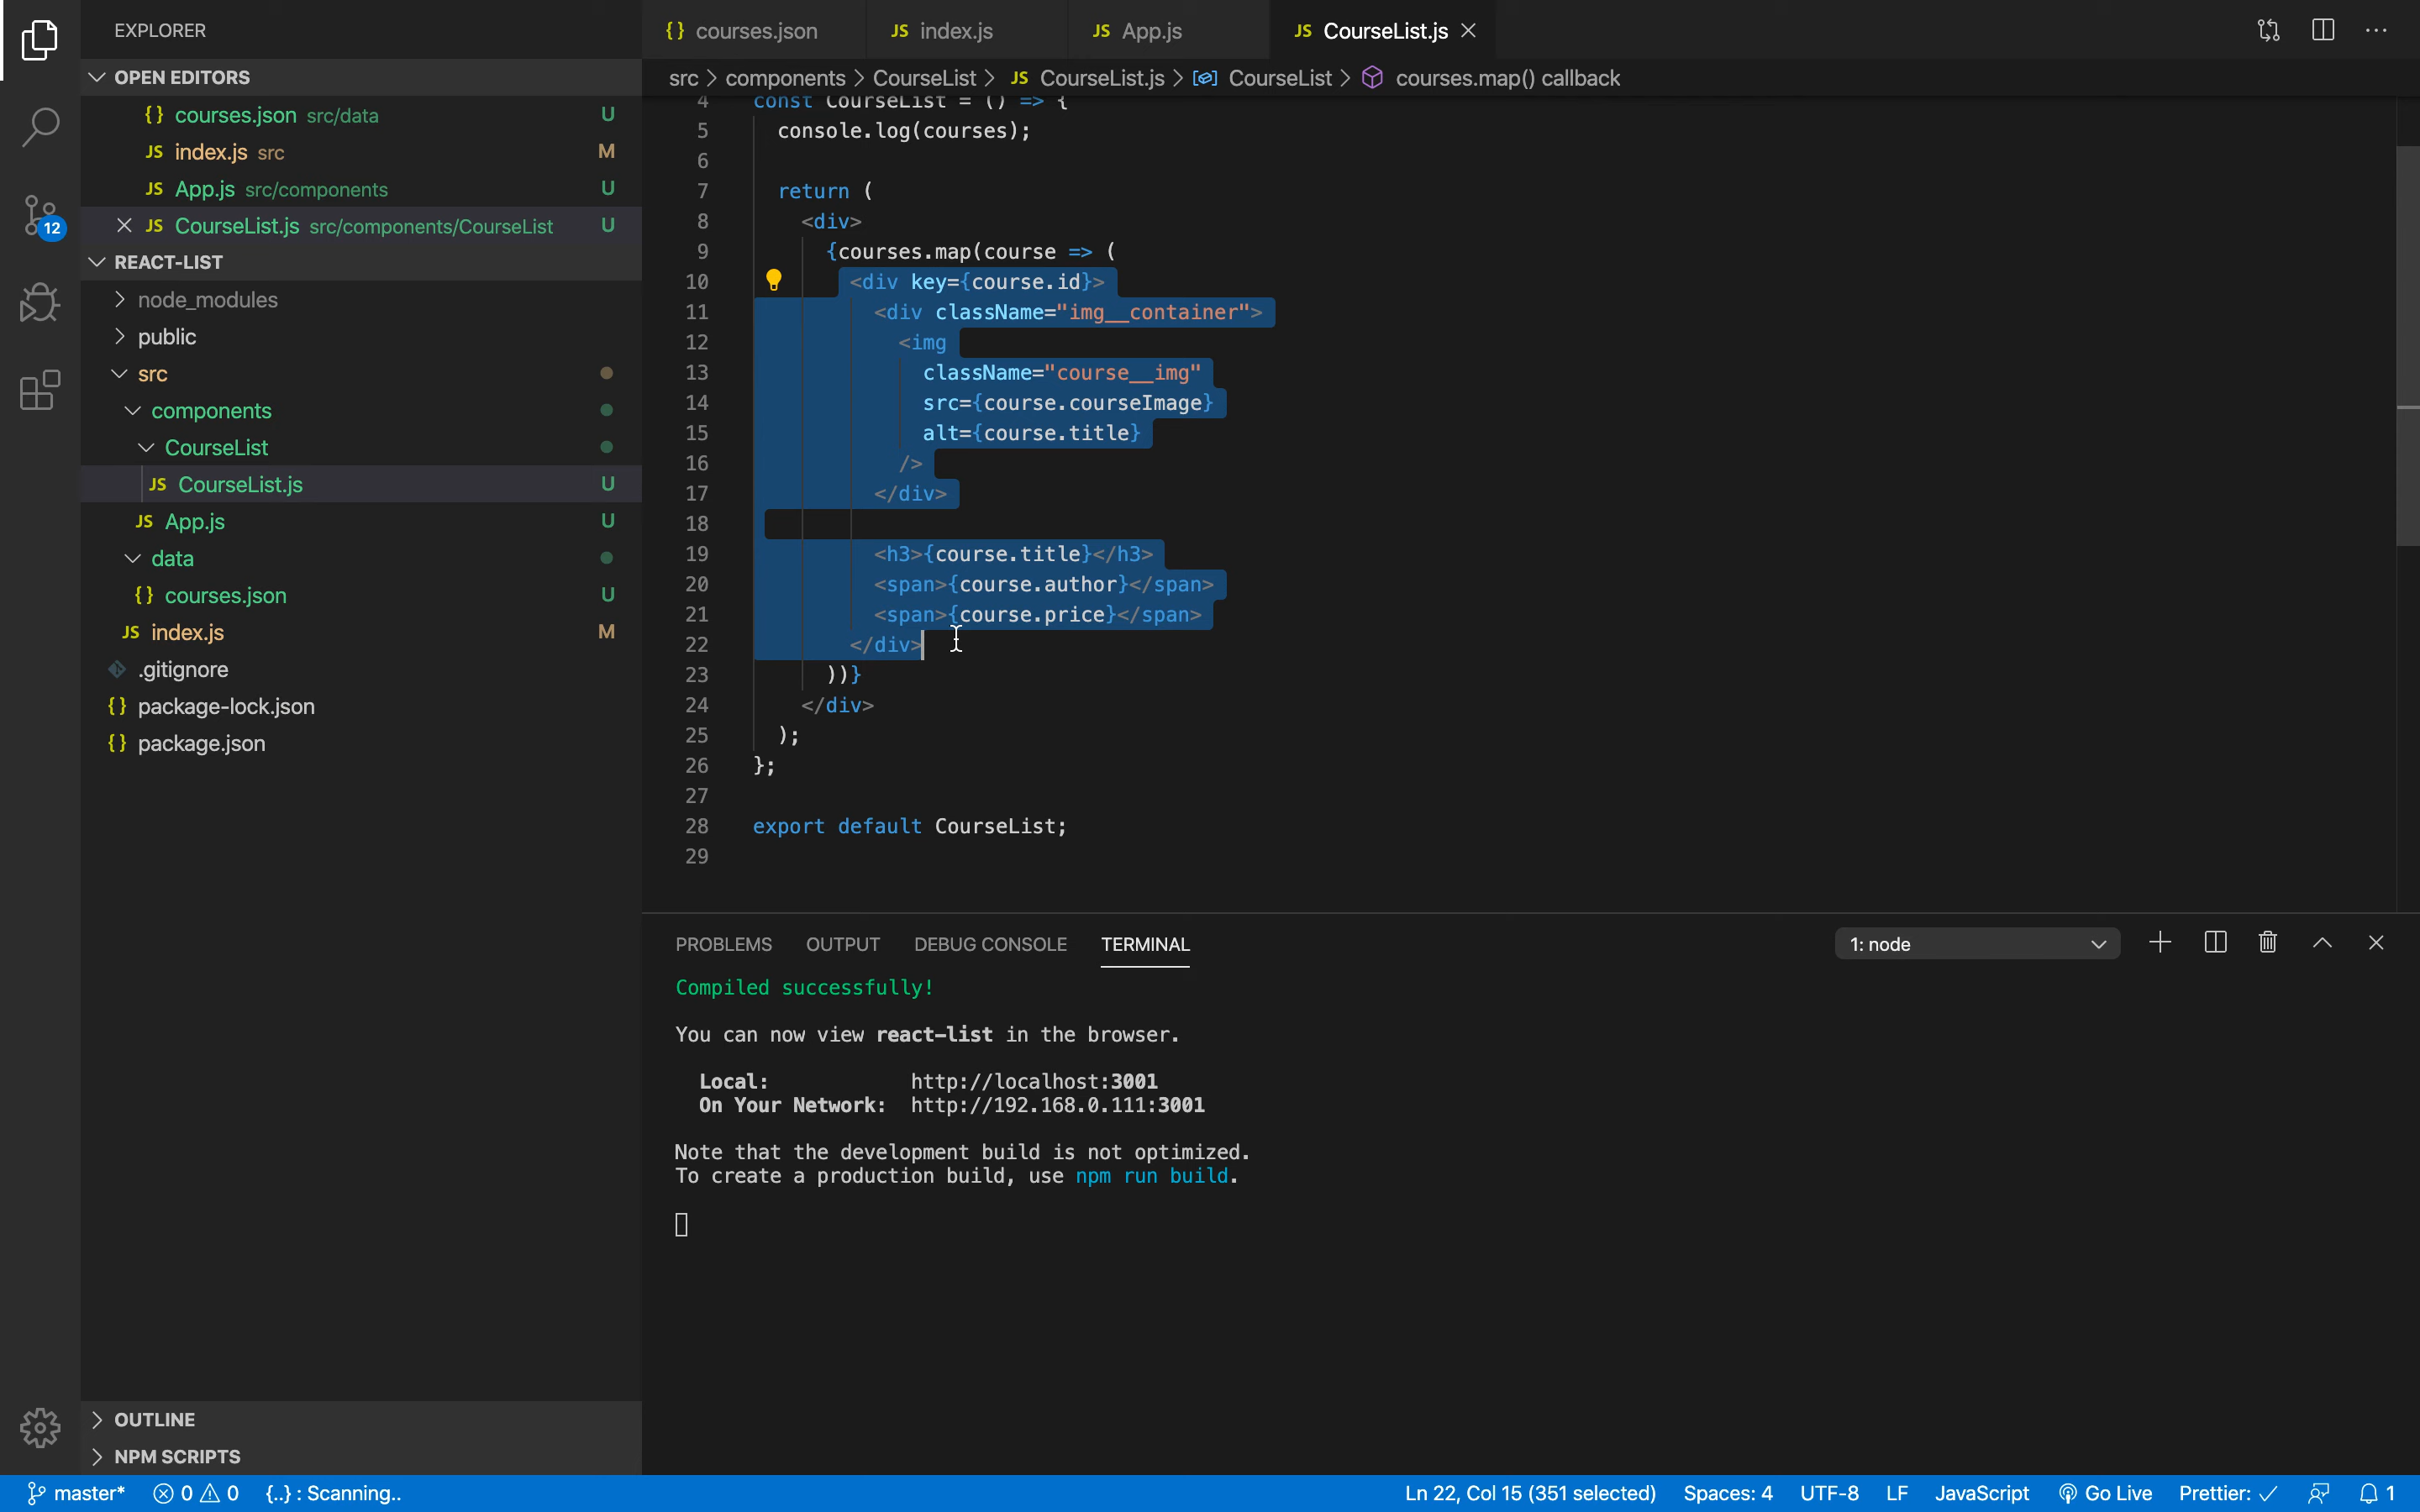 EXPLORER
OPEN EDITORS
{} courses.json src/data U
JS index.js src M
JS App.js src/components U
JS CourseList.js src/components/CourseList U
REACT-LIST
node_modules
public
src
components
CourseList
JS CourseList.js U
JS App.js U
data
{} courses.json U
JS index.js M
.gitignore
{} package-lock.json
{} package.json
OUTLINE
NPM SCRIPTS
12
{} courses.json JS index.js JS App.js JS CourseList.js
src > components > CourseList > JS CourseList.js > CourseList > courses.map() callback
4 const CourseList = () => {
5 console.log(courses);
6
7 return (
8 <div>
9 {courses.map(course => (
10 <div key={course.id}>
11 <div className="img__container">
12 <img
13 className="course__img"
14 src={course.courseImage}
15 alt={course.title}
16 />
17 </div>
18
19 <h3>{course.title}</h3>
20 <span>{course.author}</span>
21 <span>{course.price}</span>
22 </div>
23 ))}
24 </div>
25 );
26 };
27
28 export default CourseList;
29
PROBLEMS OUTPUT DEBUG CONSOLE TERMINAL 1: node
Compiled successfully!
You can now view react-list in the browser.
Local: http://localhost:3001
On Your Network: http://192.168.0.111:3001
Note that the development build is not optimized.
To create a production build, use npm run build.
master* 0 0 {..} : Scanning.. Ln 22, Col 15 (351 selected) Spaces: 4 UTF-8 LF JavaScript Go Live Prettier: ✓ 1